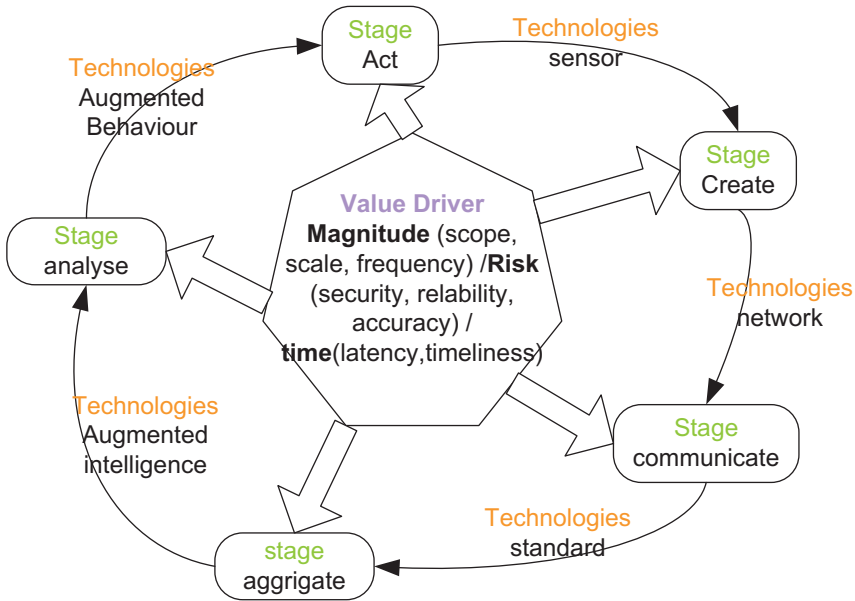 Stage
Act
Technologies
sensor
Stage
Create
Technologies
network
Stage
communicate
Technologies
standard
stage
aggrigate
Technologies
Augmented
intelligence
Stage
analyse
Technologies
Augmented
Behaviour
Value Driver
Magnitude (scope,
scale, frequency) /Risk
(security, relability,
accuracy) /
time(latency,timeliness)